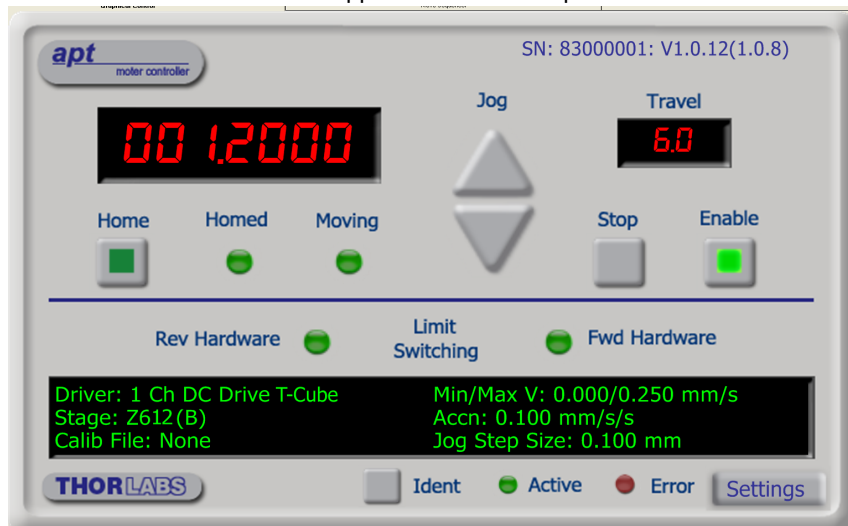 apt
moter controller
SN: 83000001: V1.0.12(1.0.8)
Jog
Travel
001.2000
6.0
Home
Homed
Moving
Stop
Enable
Rev Hardware
Limit
Switching
Fwd Hardware
Driver: 1 Ch DC Drive T-Cube
Min/Max V: 0.000/0.250 mm/s
Stage: Z612(B)
Accn: 0.100 mm/s/s
Calib File: None
Jog Step Size: 0.100 mm
THORLABS
Ident
Active
Error
Settings